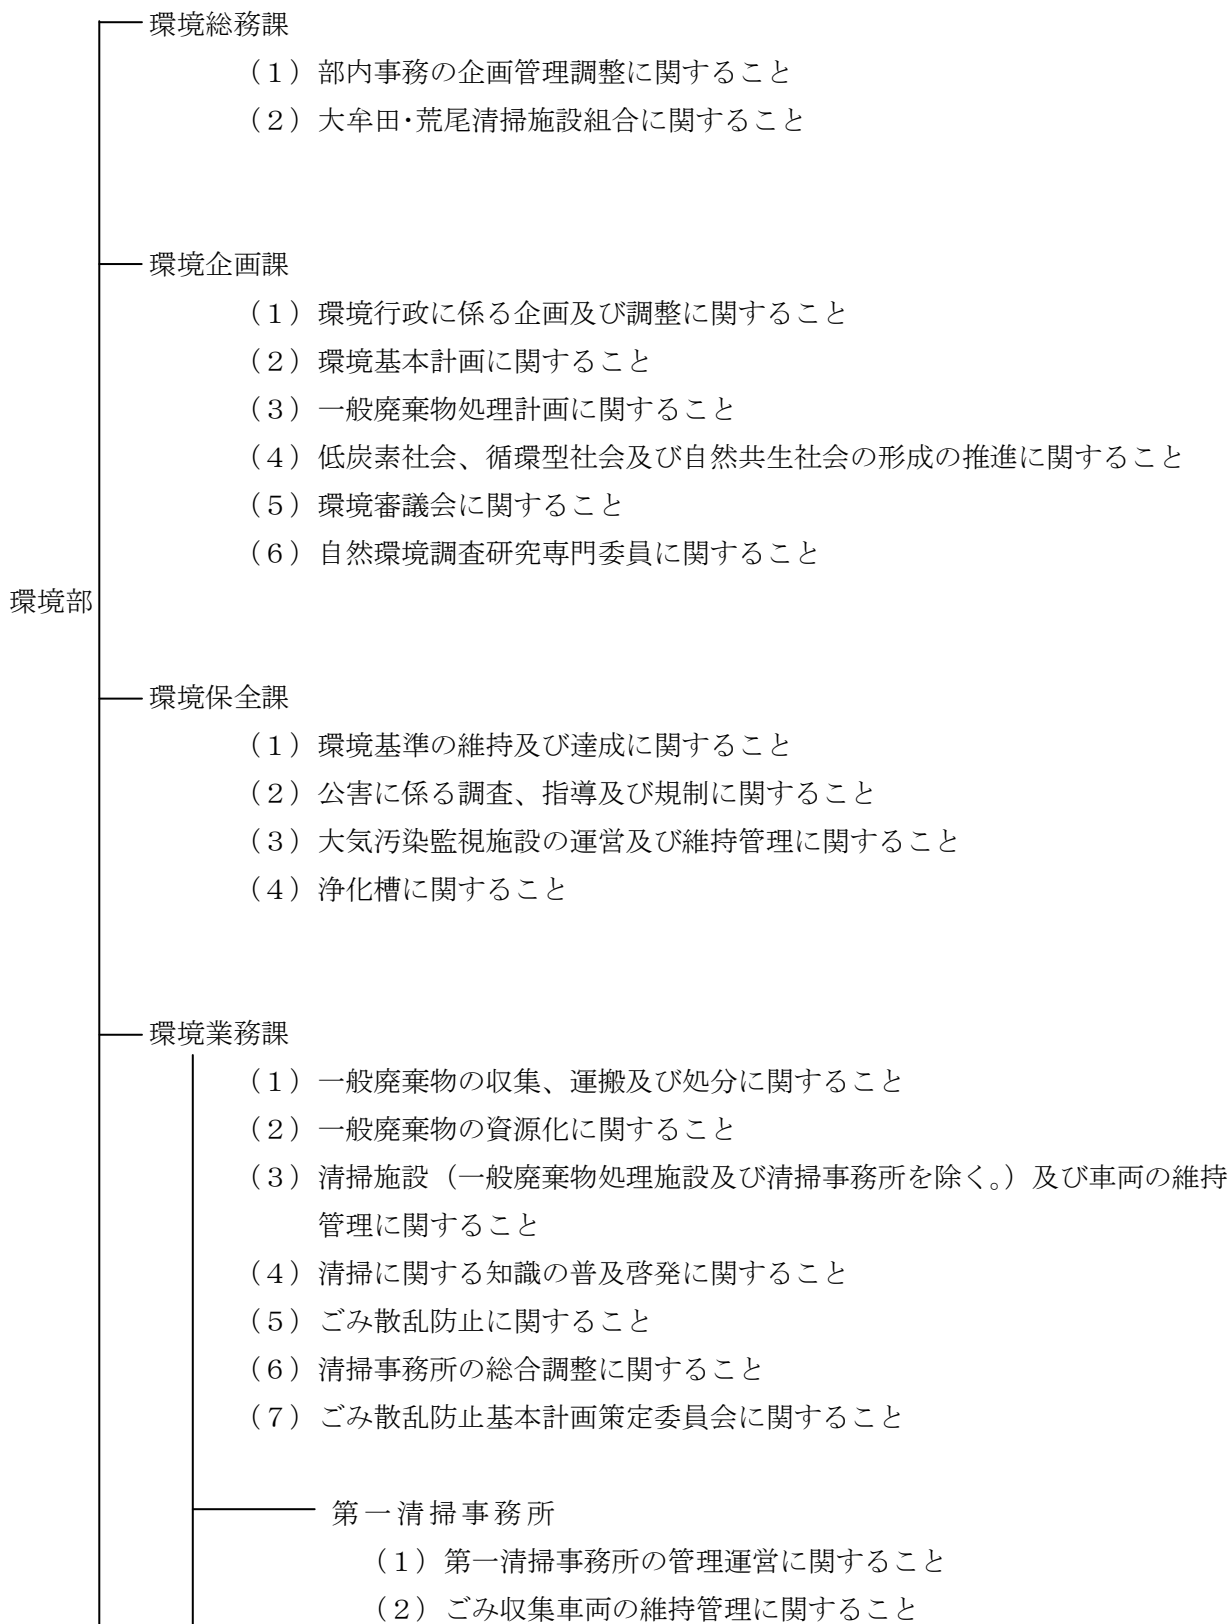 環境総務課
（１）部内事務の企画管理調整に関すること
（２）大牟田・荒尾清掃施設組合に関すること
環境企画課
（１）環境行政に係る企画及び調整に関すること
（２）環境基本計画に関すること
（３）一般廃棄物処理計画に関すること
（４）低炭素社会、循環型社会及び自然共生社会の形成の推進に関すること
（５）環境審議会に関すること
（６）自然環境調査研究専門委員に関すること
環境部
環境保全課
（１）環境基準の維持及び達成に関すること
（２）公害に係る調査、指導及び規制に関すること
（３）大気汚染監視施設の運営及び維持管理に関すること
（４）浄化槽に関すること
環境業務課
（１）一般廃棄物の収集、運搬及び処分に関すること
（２）一般廃棄物の資源化に関すること
（３）清掃施設（一般廃棄物処理施設及び清掃事務所を除く。）及び車両の維持
管理に関すること
（４）清掃に関する知識の普及啓発に関すること
（５）ごみ散乱防止に関すること
（６）清掃事務所の総合調整に関すること
（７）ごみ散乱防止基本計画策定委員会に関すること
第一清掃事務所
（１）第一清掃事務所の管理運営に関すること
（２）ごみ収集車両の維持管理に関すること